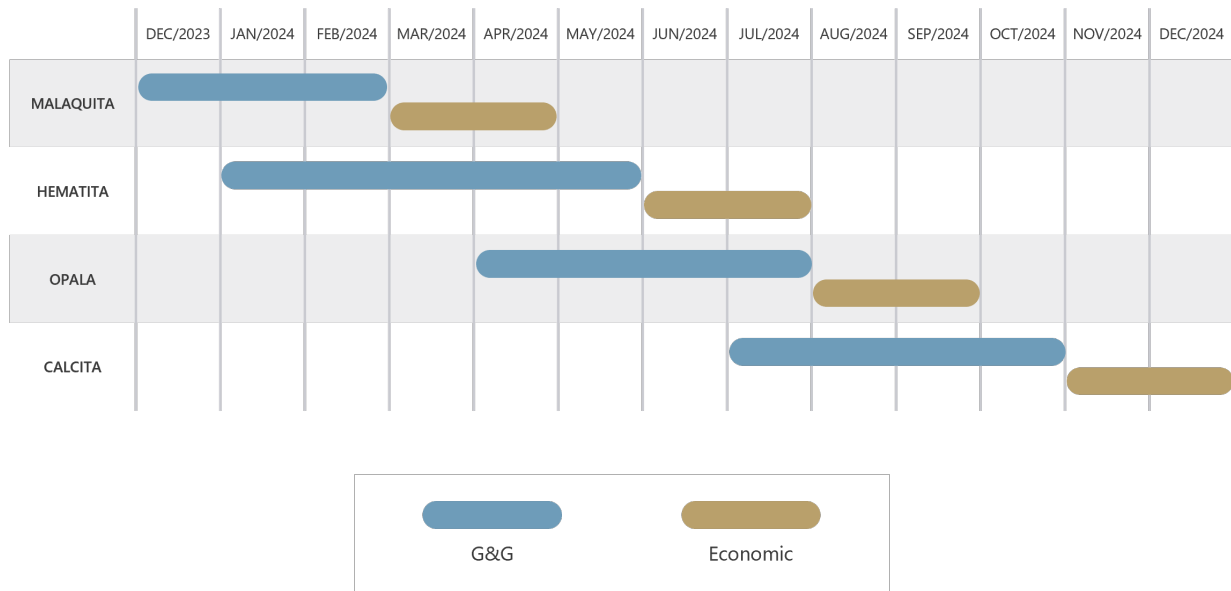 DEC/2023 JAN/2024 FEB/2024 MAR/2024 APR/2024 MAY/2024 JUN/2024 JUL/2024 AUG/2024 SEP/2024 OCT/2024 NOV/2024 DEC/2024
MALAQUITA
HEMATITA
OPALA
CALCITA
G&G Economic